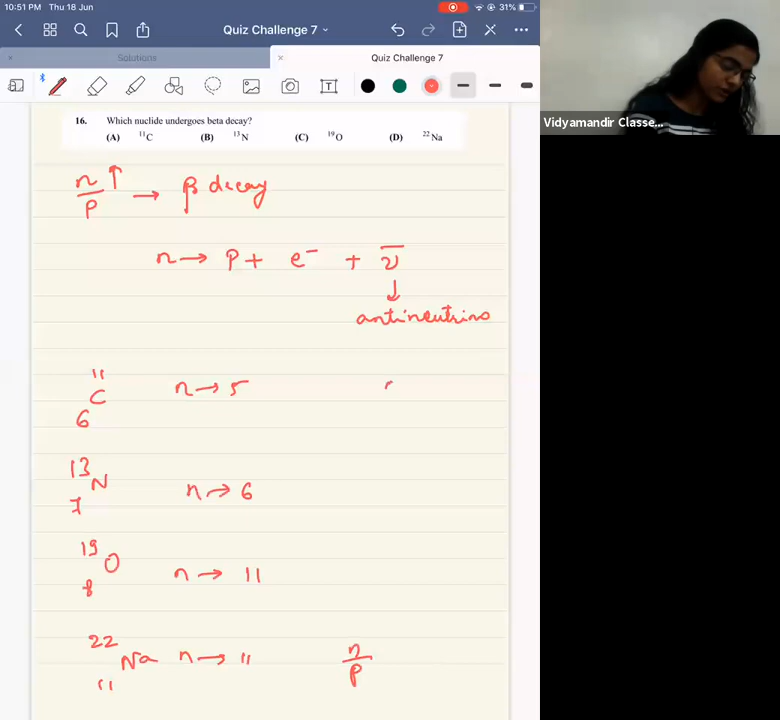 10:51 PM Thu 18 Jun
31%
Quiz Challenge 7
Solutions
Quiz Challenge 7
Vidyamandir Classe...
16. Which nuclide undergoes beta decay?
(A) ¹¹C (B) ¹³N (C) ¹⁹O (D) ²²Na
n/p ↑ → β decay
n → p + e⁻ + ν̄
↓
antineutrino
¹¹₆C n → 5
¹³₇N n → 6
¹⁹₈O n → 11
²²₁₁Na n → 11 n/p